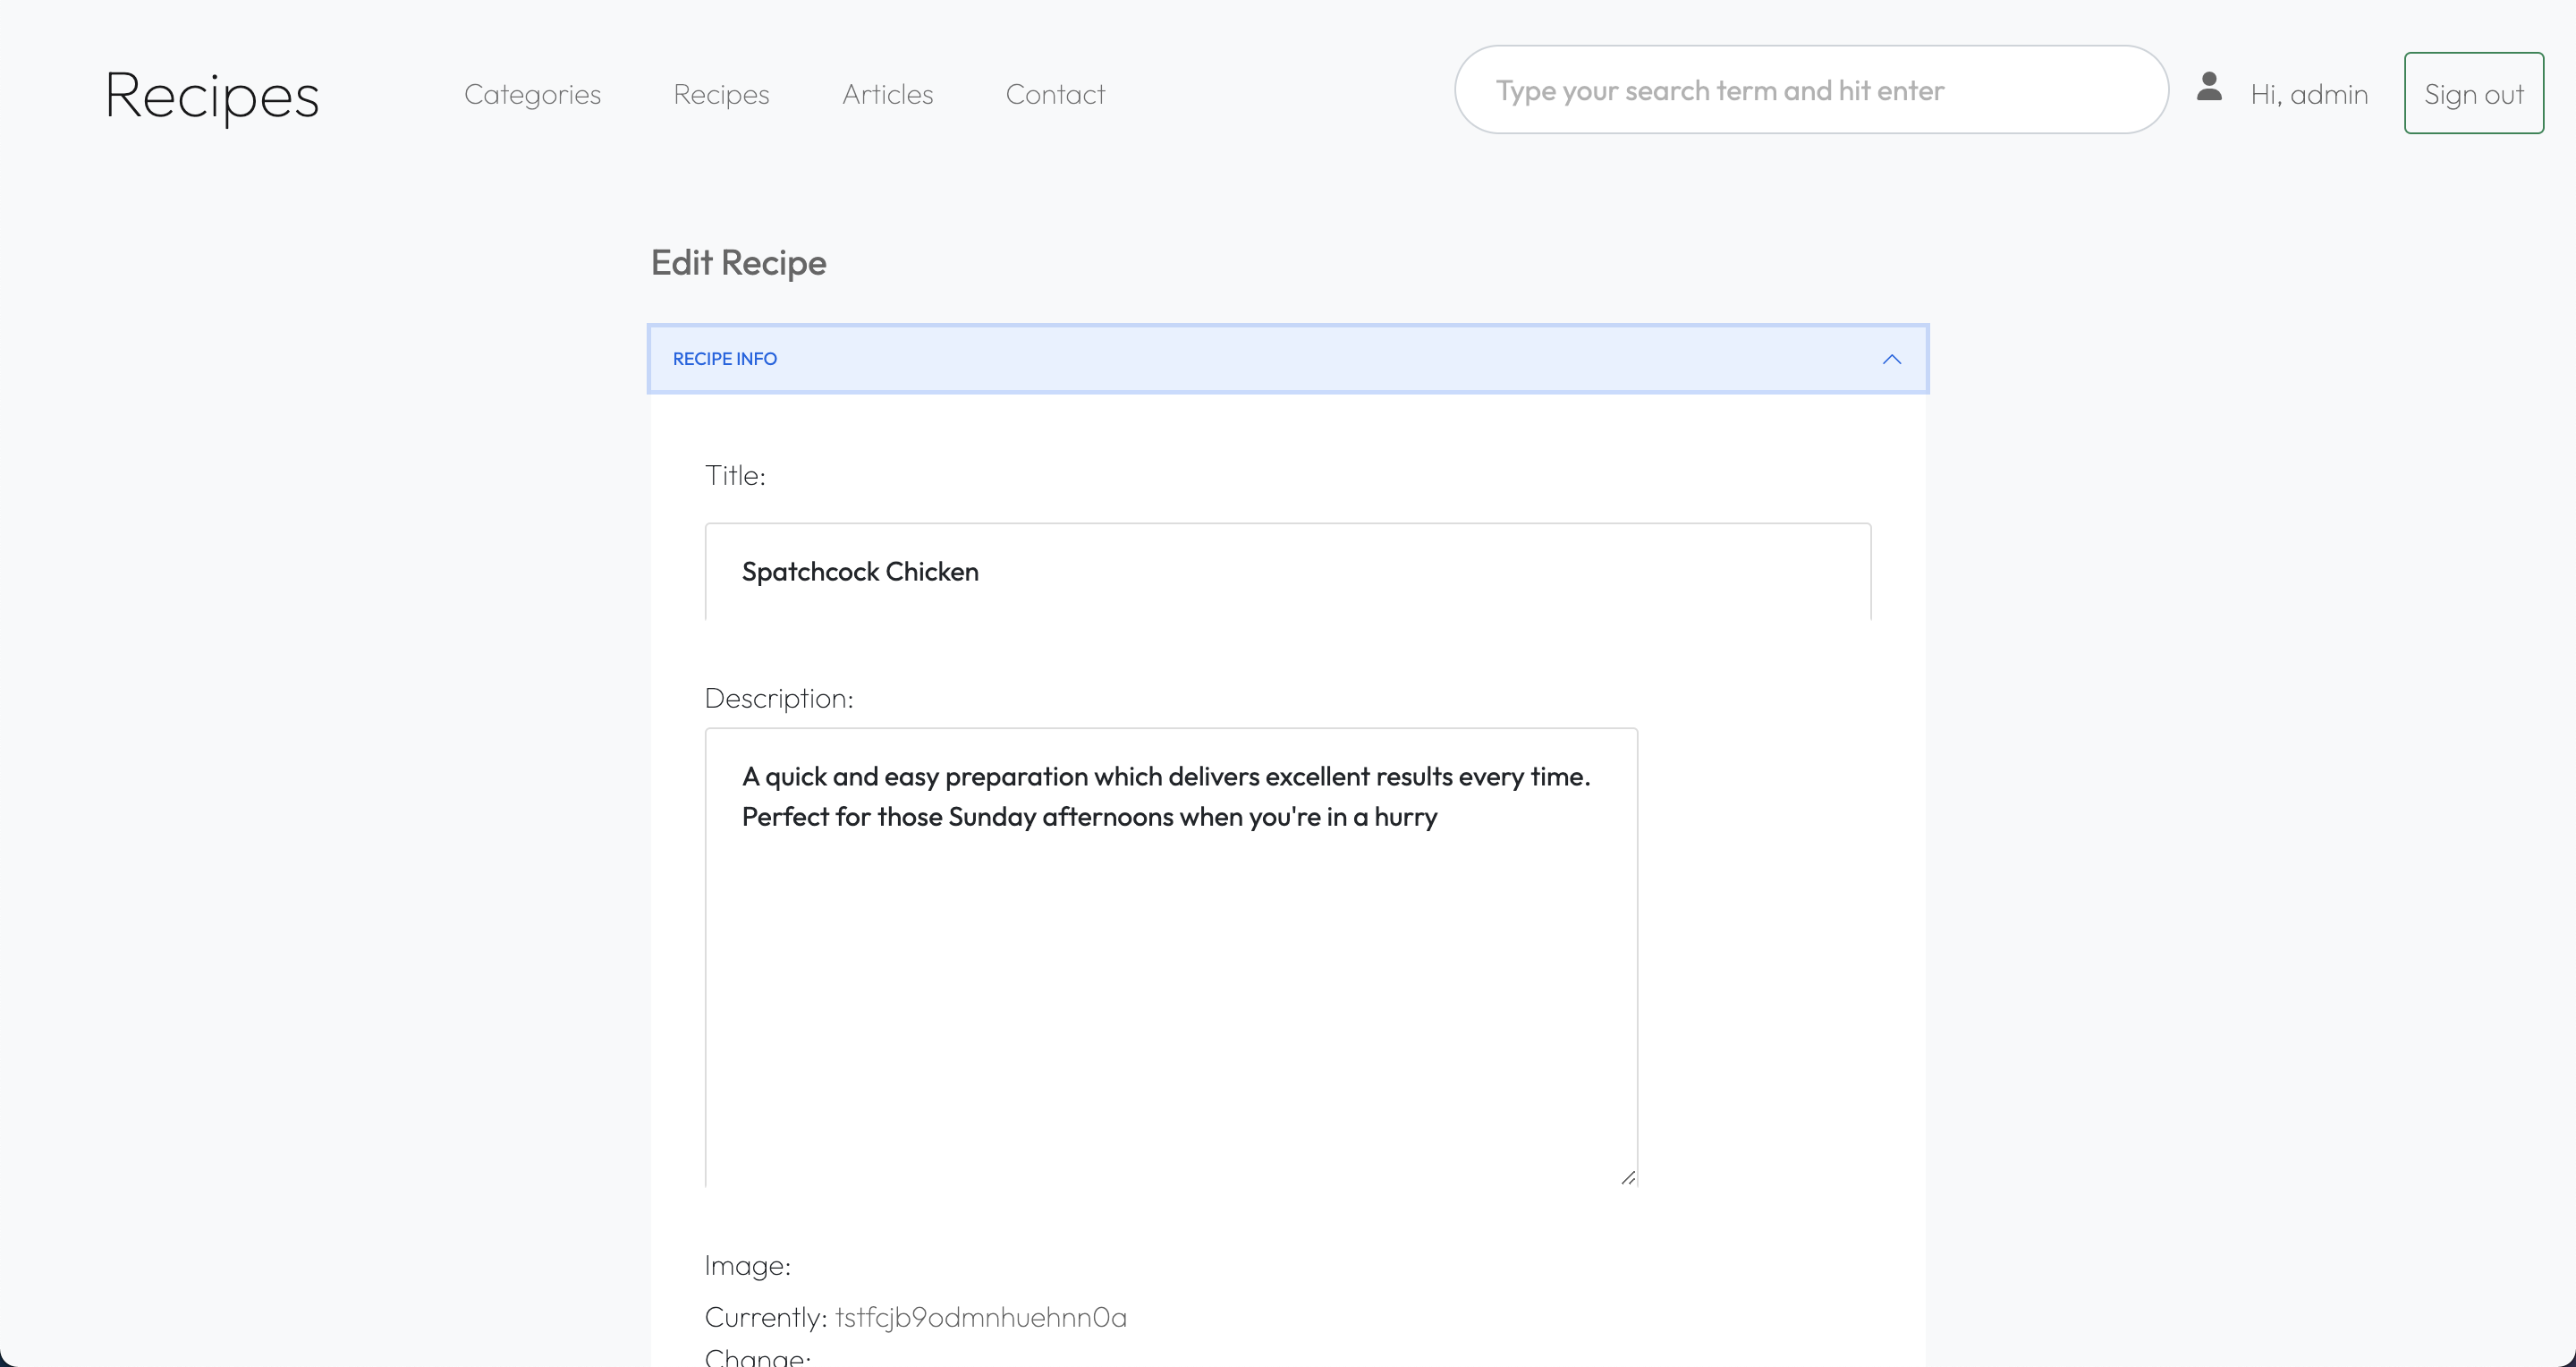 Recipes
Categories
Recipes
Articles
Contact
Type your search term and hit enter
Hi, admin
Sign out
Edit Recipe
RECIPE INFO
Title:
Spatchcock Chicken
Description:
A quick and easy preparation which delivers excellent results every time.
Perfect for those Sunday afternoons when you're in a hurry
Image:
Currently: tstfcjb9odmnhuehnn0a
Change: